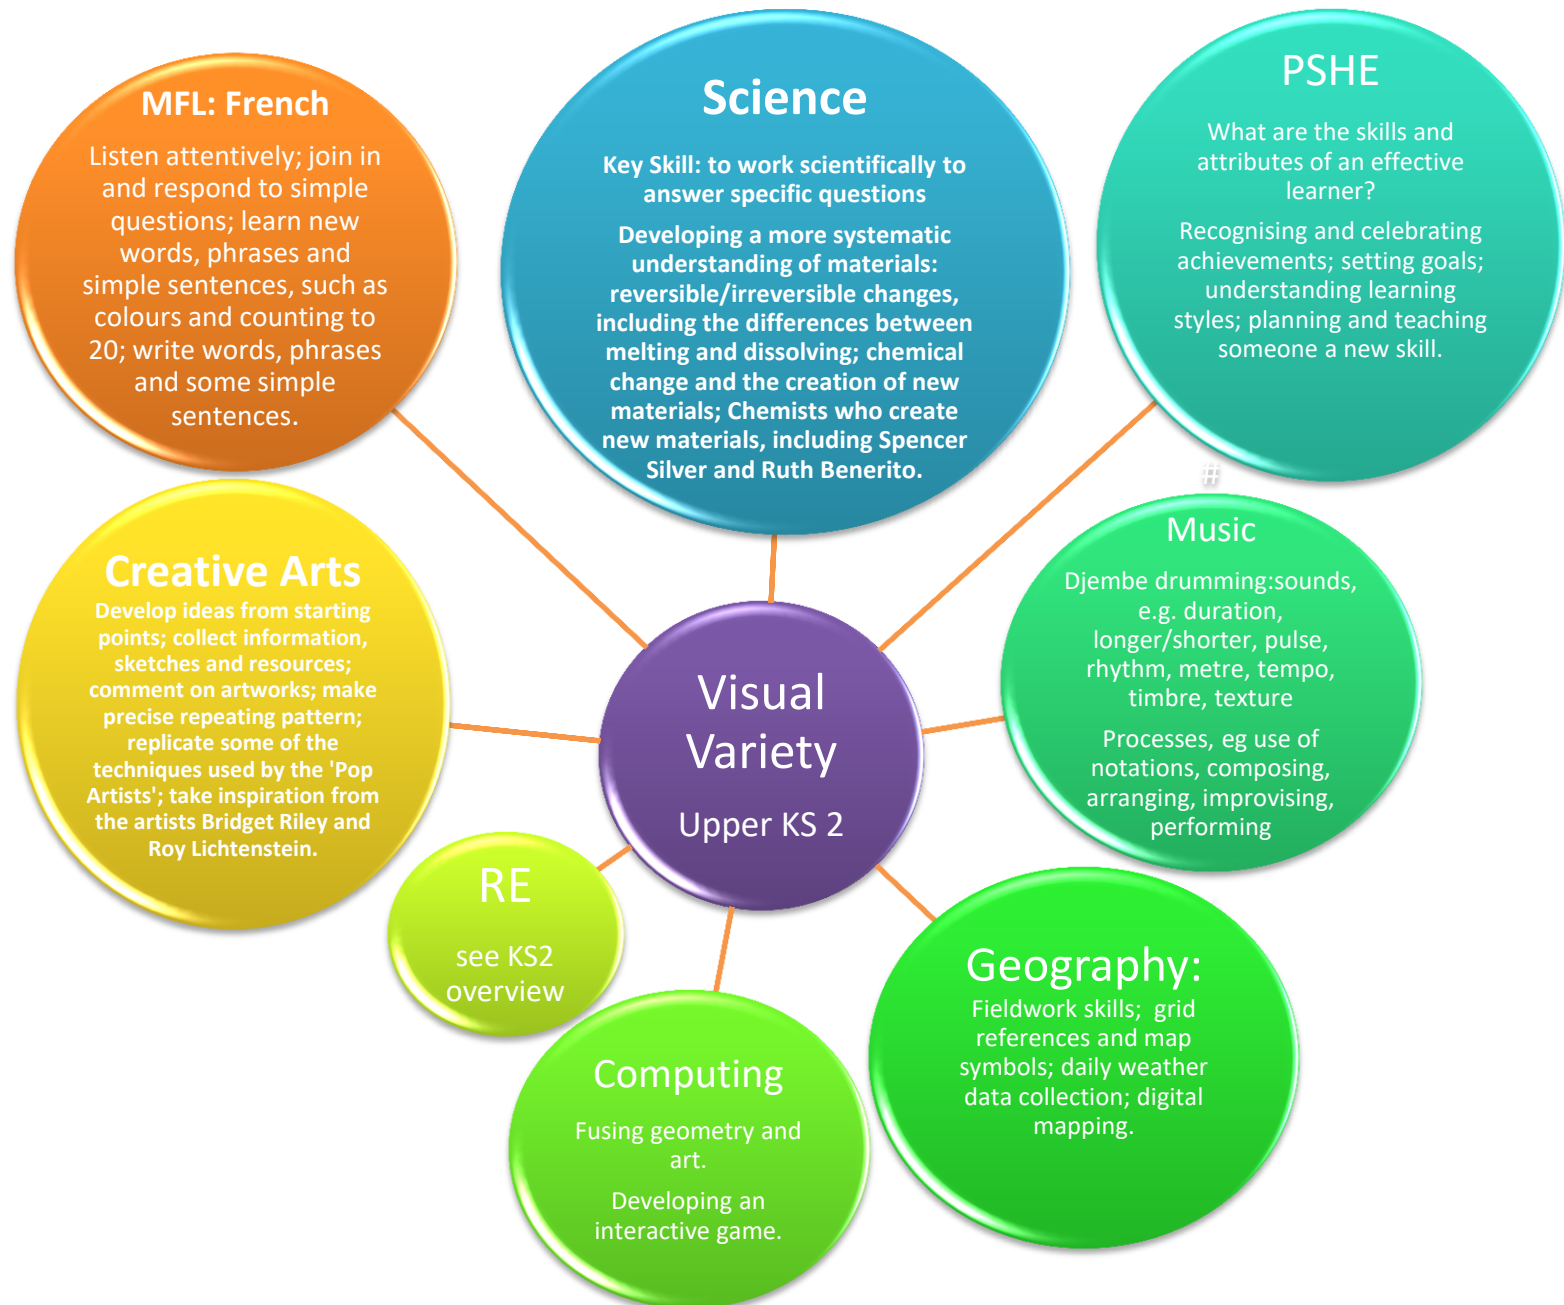 MFL: French
Listen attentively; join in
and respond to simple
questions; learn new
words, phrases and
simple sentences, such as
colours and counting to
20; write words, phrases
and some simple
sentences.
Science
Key Skill: to work scientifically to
answer specific questions
Developing a more systematic
understanding of materials:
reversible/irreversible changes,
including the differences between
melting and dissolving; chemical
change and the creation of new
materials; Chemists who create
new materials, including Spencer
Silver and Ruth Benerito.
PSHE
What are the skills and
attributes of an effective
learner?
Recognising and celebrating
achievements; setting goals;
understanding learning
styles; planning and teaching
someone a new skill.
#
Creative Arts
Develop ideas from starting
points; collect information,
sketches and resources;
comment on artworks; make
precise repeating pattern;
replicate some of the
techniques used by the 'Pop
Artists'; take inspiration from
the artists Bridget Riley and
Roy Lichtenstein.
Visual
Variety
Upper KS 2
Music
Djembe drumming:sounds,
e.g. duration,
longer/shorter, pulse,
rhythm, metre, tempo,
timbre, texture
Processes, eg use of
notations, composing,
arranging, improvising,
performing
RE
see KS2
overview
Computing
Fusing geometry and
art.
Developing an
interactive game.
Geography:
Fieldwork skills;  grid
references and map
symbols; daily weather
data collection; digital
mapping.